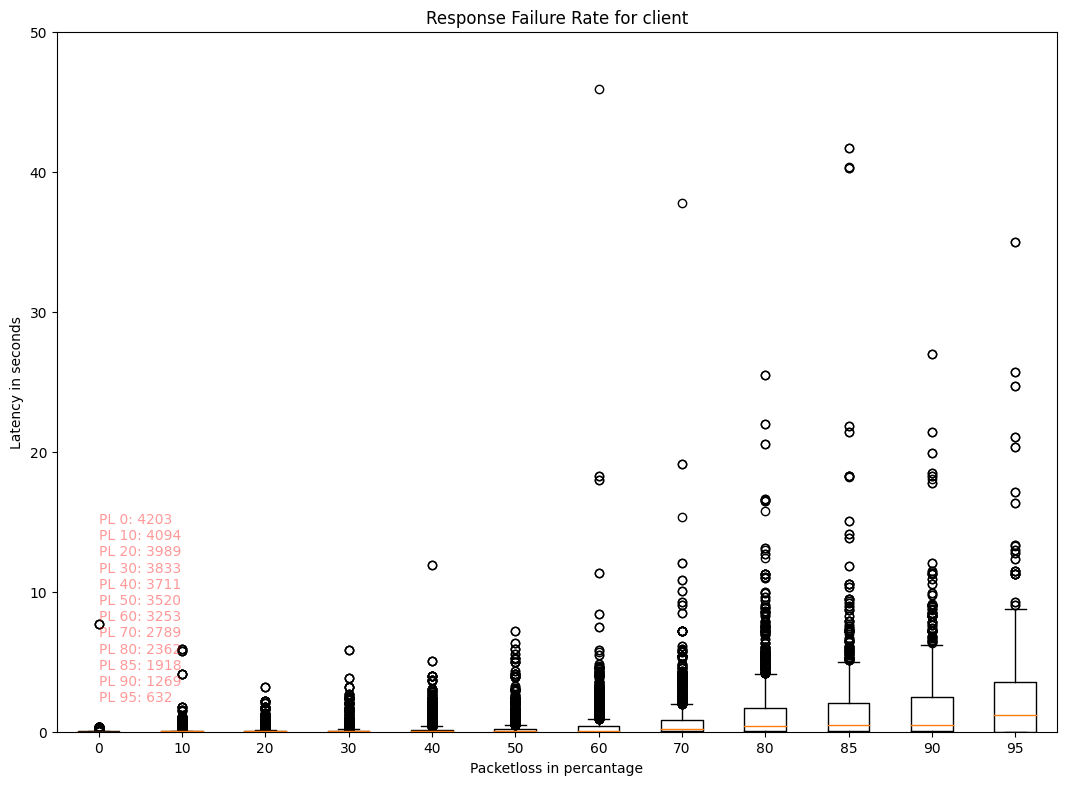 Response Failure Rate for client
50
40
30
20
10
0
Latency in seconds
PL 0: 4203
PL 10: 4094
PL 20: 3989
PL 30: 3833
PL 40: 3711
PL 50: 3520
PL 60: 3253
PL 70: 2789
PL 80: 2362
PL 85: 1918
PL 90: 1269
PL 95: 632
0 10 20 30 40 50 60 70 80 85 90 95
Packetloss in percantage